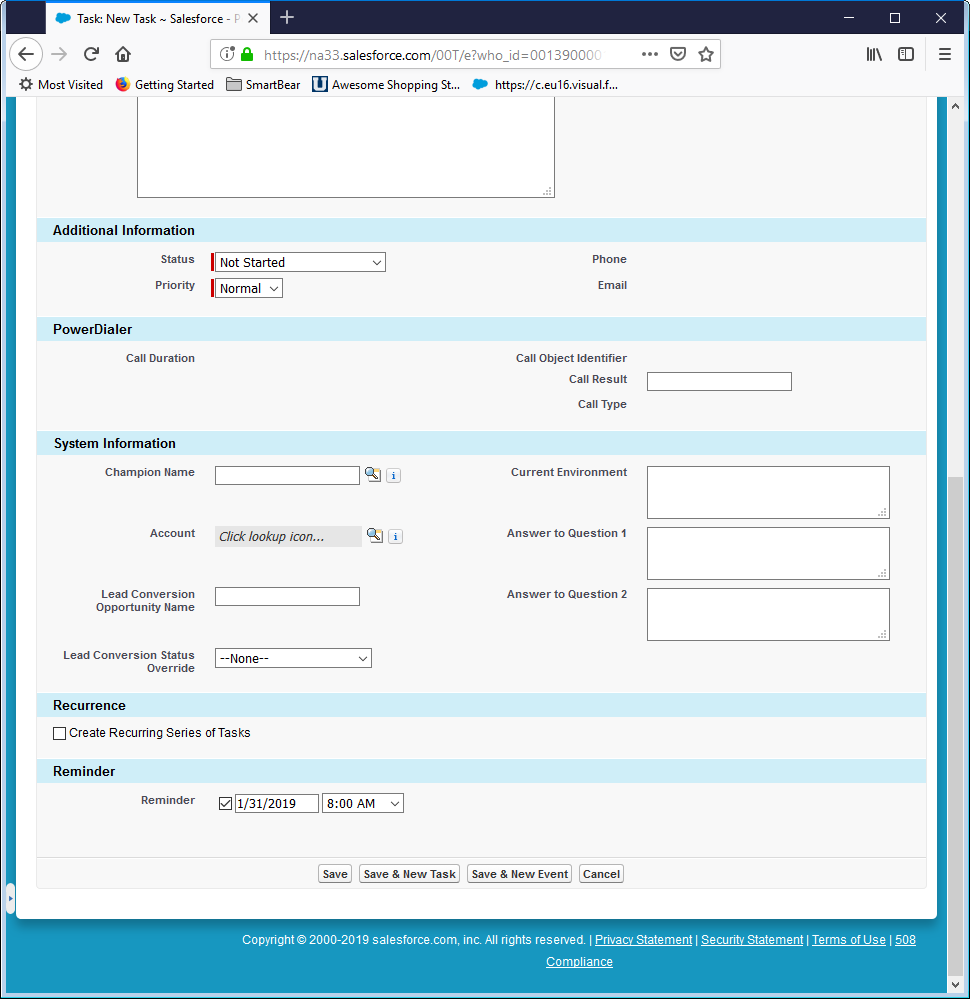 Task: New Task ~ Salesforce - P
https://na33.salesforce.com/00T/e?who_id=001390000
Most Visited Getting Started SmartBear Awesome Shopping St... https://c.eu16.visual.f...
Additional Information
Status Not Started Phone
Priority Normal Email
PowerDialer
Call Duration Call Object Identifier
Call Result
Call Type
System Information
Champion Name Current Environment
Account Click lookup icon... Answer to Question 1
Lead Conversion Answer to Question 2
Opportunity Name
Lead Conversion Status --None--
Override
Recurrence
Create Recurring Series of Tasks
Reminder
Reminder 1/31/2019 8:00 AM
Save Save & New Task Save & New Event Cancel
Copyright © 2000-2019 salesforce.com, inc. All rights reserved. | Privacy Statement | Security Statement | Terms of Use | 508
Compliance